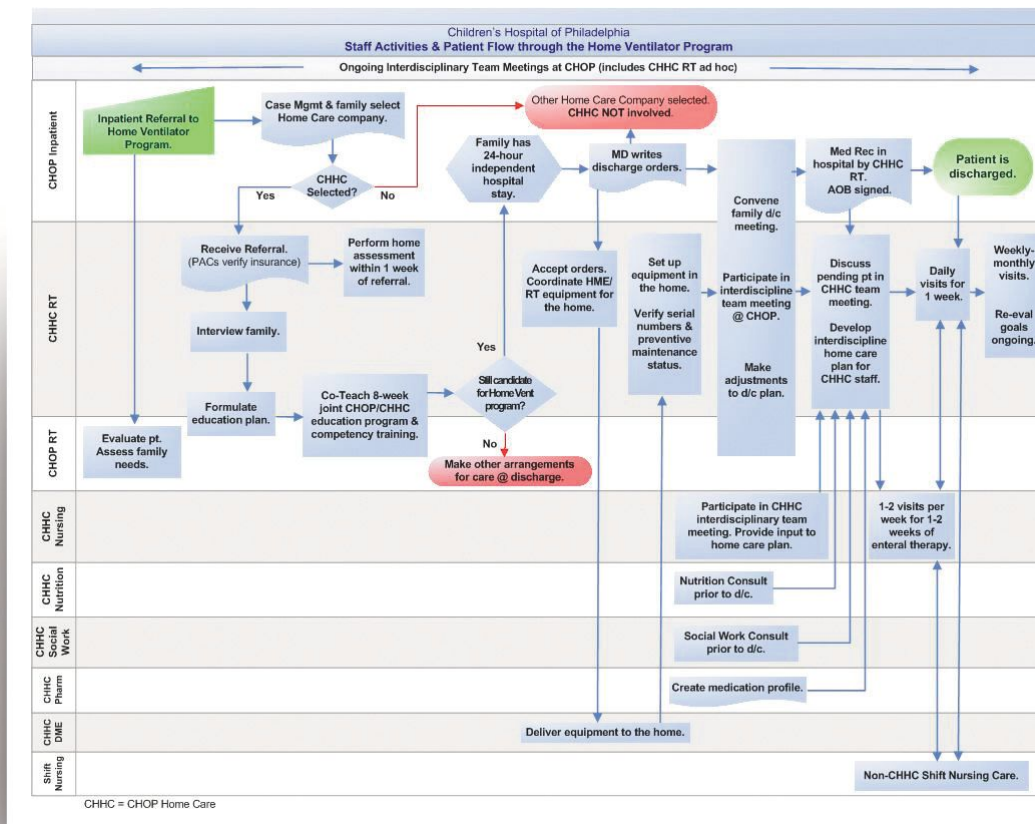 Children's Hospital of Philadelphia
Staff Activities & Patient Flow through the Home Ventilator Program
Ongoing Interdisciplinary Team Meetings at CHOP (includes CHHC RT ad hoc)
CHOP Inpatient
Inpatient Referral to
Home Ventilator
Program.
Case Mgmt & family select
Home Care company.
CHHC
Selected?
Yes
No
Other Home Care Company selected.
CHHC NOT involved.
Family has
24-hour
independent
hospital
stay.
MD writes
discharge orders.
Convene
family d/c
meeting.
Med Rec in
hospital by CHHC
RT.
AOB signed.
Patient is
discharged.
CHHC RT
Receive Referral.
(PACs verify insurance)
Perform home
assessment
within 1 week
of referral.
Interview family.
Formulate
education plan.
Co-Teach 8-week
joint CHOP/CHHC
education program &
competency training.
Yes
Still candidate
for Home Vent
program?
No
Accept orders.
Coordinate HME/
RT equipment for
the home.
Set up
equipment in
the home.
Verify serial
numbers &
preventive
maintenance
status.
Participate in
interdiscipline
team meeting
@ CHOP.
Make
adjustments
to d/c plan.
Discuss
pending pt in
CHHC team
meeting.
Develop
interdiscipline
home care
plan for
CHHC staff.
Daily
visits for
1 week.
Weekly-
monthly
visits.
Re-eval
goals
ongoing.
CHOP RT
Evaluate pt.
Assess family
needs.
Make other arrangements
for care @ discharge.
CHHC
Nursing
Participate in CHHC
interdisciplinary team
meeting. Provide input to
home care plan.
1-2 visits per
week for 1-2
weeks of
enteral therapy.
CHHC
Nutrition
Nutrition Consult
prior to d/c.
CHHC
Social
Work
Social Work Consult
prior to d/c.
CHHC
Pharm
Create medication profile.
CHHC
DME
Deliver equipment to the home.
Shift
Nursing
Non-CHHC Shift Nursing Care.
CHHC = CHOP Home Care